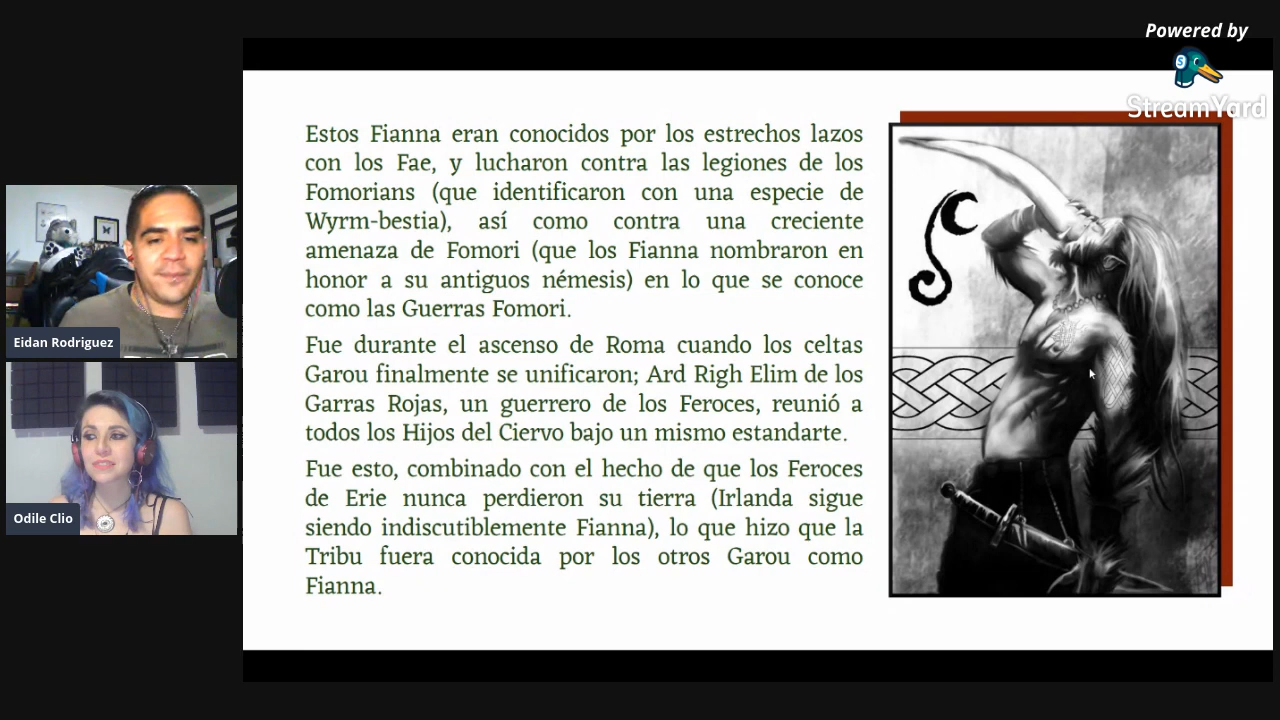 Powered by
StreamYard
Estos Fianna eran conocidos por los estrechos lazos
con los Fae, y lucharon contra las legiones de los
Fomorians (que identificaron con una especie de
Wyrm-bestia), así como contra una creciente
amenaza de Fomori (que los Fianna nombraron en
honor a su antiguos némesis) en lo que se conoce
como las Guerras Fomori.
Fue durante el ascenso de Roma cuando los celtas
Garou finalmente se unificaron; Ard Righ Elim de los
Garras Rojas, un guerrero de los Feroces, reunió a
todos los Hijos del Ciervo bajo un mismo estandarte.
Fue esto, combinado con el hecho de que los Feroces
de Erie nunca perdieron su tierra (Irlanda sigue
siendo indiscutiblemente Fianna), lo que hizo que la
Tribu fuera conocida por los otros Garou como
Fianna.
Eidan Rodriguez
Odile Clio